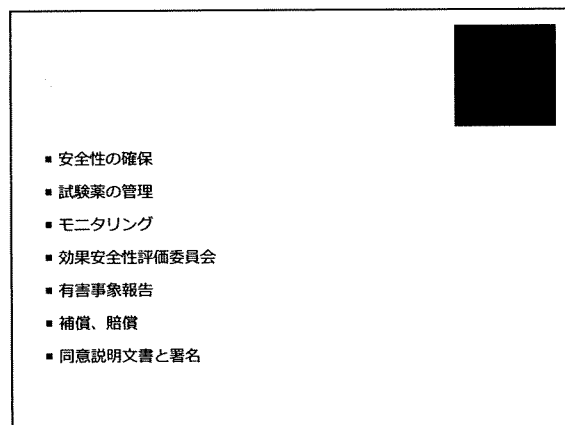 ▪ 安全性の確保
▪ 試験薬の管理
▪ モニタリング
▪ 効果安全性評価委員会
▪ 有害事象報告
▪ 補償、賠償
▪ 同意説明文書と署名